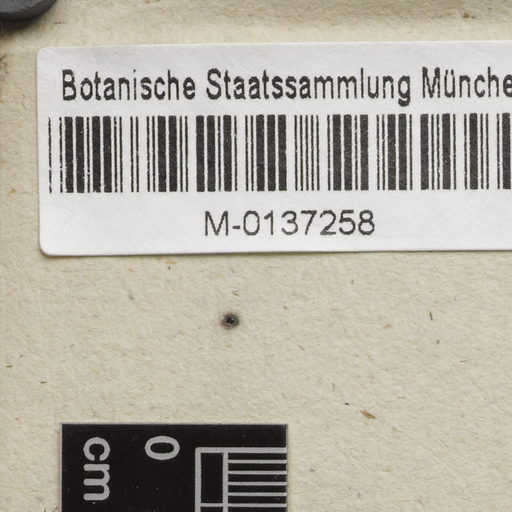 Botanische Staatssammlung Münche
M-0137258
0
cm